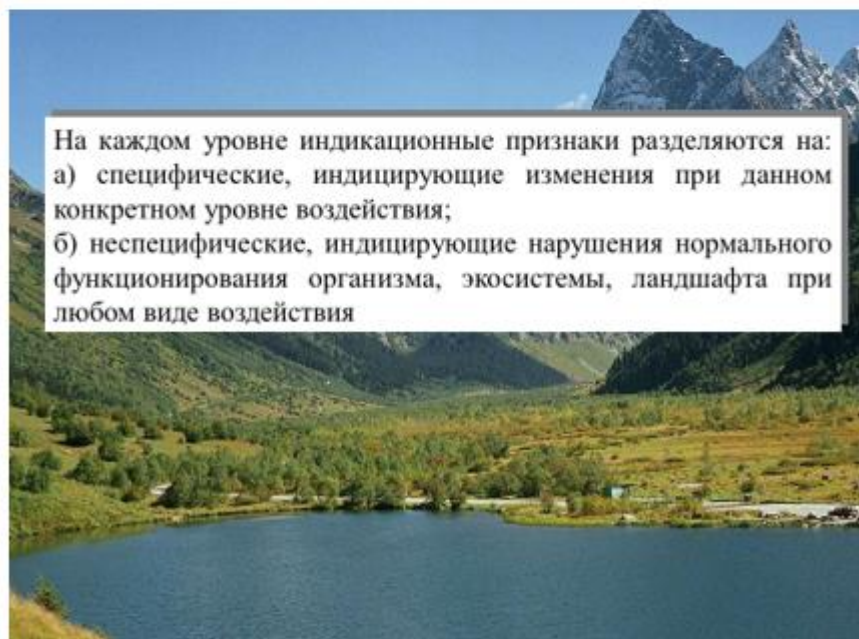 На каждом уровне индикационные признаки разделяются на:
а) специфические, индицирующие изменения при данном
конкретном уровне воздействия;
б) неспецифические, индицирующие нарушения нормального
функционирования организма, экосистемы, ландшафта при
любом виде воздействия